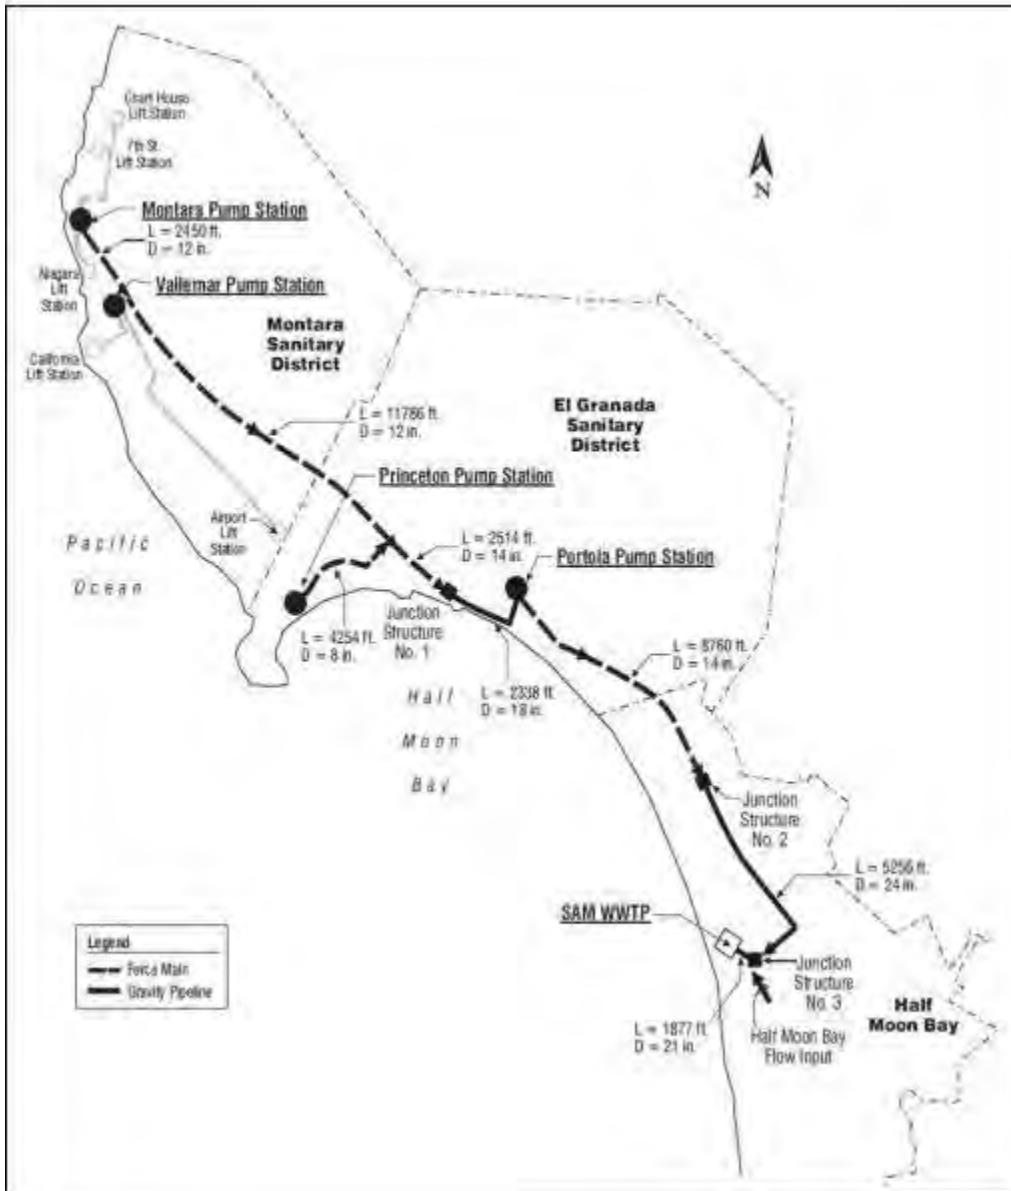 Grant House
Lift Station
7th St.
Lift Station
N
Montara Pump Station
L = 2450 ft.
D = 12 in.
Niagara
Lift
Station
Vallemar Pump Station
Montara
Sanitary
District
California
Lift Station
L = 11786 ft.
D = 12 in.
El Granada
Sanitary
District
Princeton Pump Station
Airport
Lift
Station
Pacific
Ocean
L = 2514 ft.
D = 14 in.
Portola Pump Station
Junction
Structure
No. 1
L = 4254 ft.
D = 8 in.
L = 8760 ft.
D = 14 in.
L = 2338 ft.
D = 18 in.
Half
Moon
Bay
Junction
Structure
No. 2
L = 5256 ft.
D = 24 in.
SAM WWTP
Legend
Force Main
Gravity Pipeline
Junction
Structure
No. 3
Half
Moon Bay
L = 1877 ft.
D = 21 in.
Half Moon Bay
Flow Input